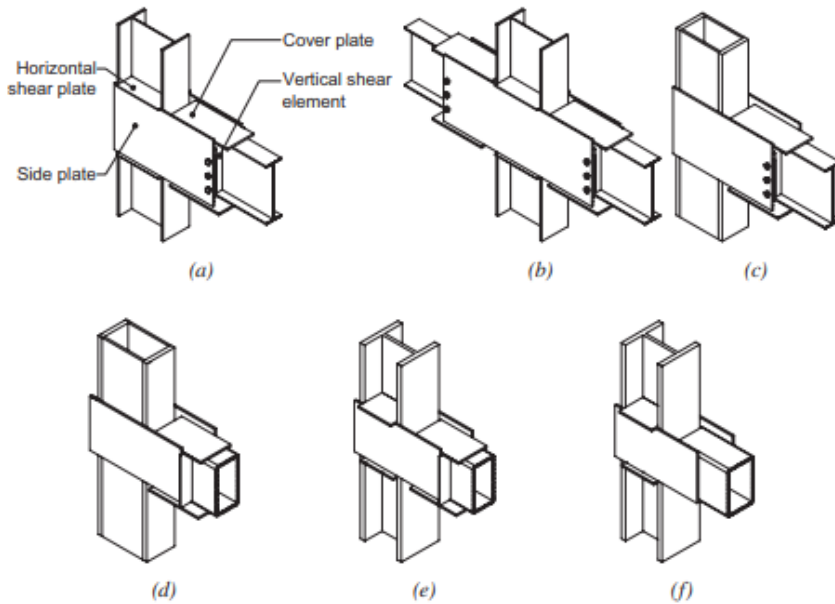 Cover plate
Horizontal
shear plate
Vertical shear
element
Side plate
(a)
(b)
(c)
(d)
(e)
(f)